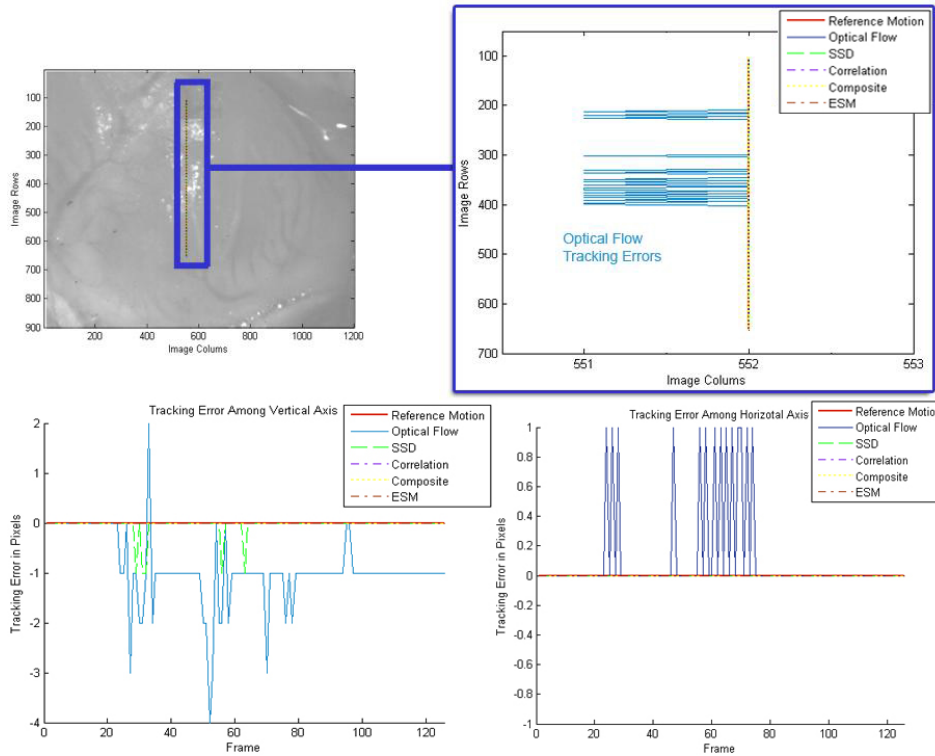 100
200
300
400
500
600
700
800
900
Image Rows
200
400
600
800
1000
1200
Image Colums
Reference Motion
Optical Flow
SSD
Correlation
Composite
ESM
100
200
300
400
500
600
700
Image Rows
Optical Flow
Tracking Errors
551
552
553
Image Colums
Tracking Error Among Vertical Axis
Reference Motion
Optical Flow
SSD
Correlation
Composite
ESM
2
1
0
-1
-2
-3
-4
Tracking Error in Pixels
0
20
40
60
80
100
120
Frame
Tracking Error Among Horizotal Axis
Reference Motion
Optical Flow
SSD
Correlation
Composite
ESM
1
0.8
0.6
0.4
0.2
0
-0.2
-0.4
-0.6
-0.8
-1
Tracking Error in Pixels
0
20
40
60
80
100
120
Frame